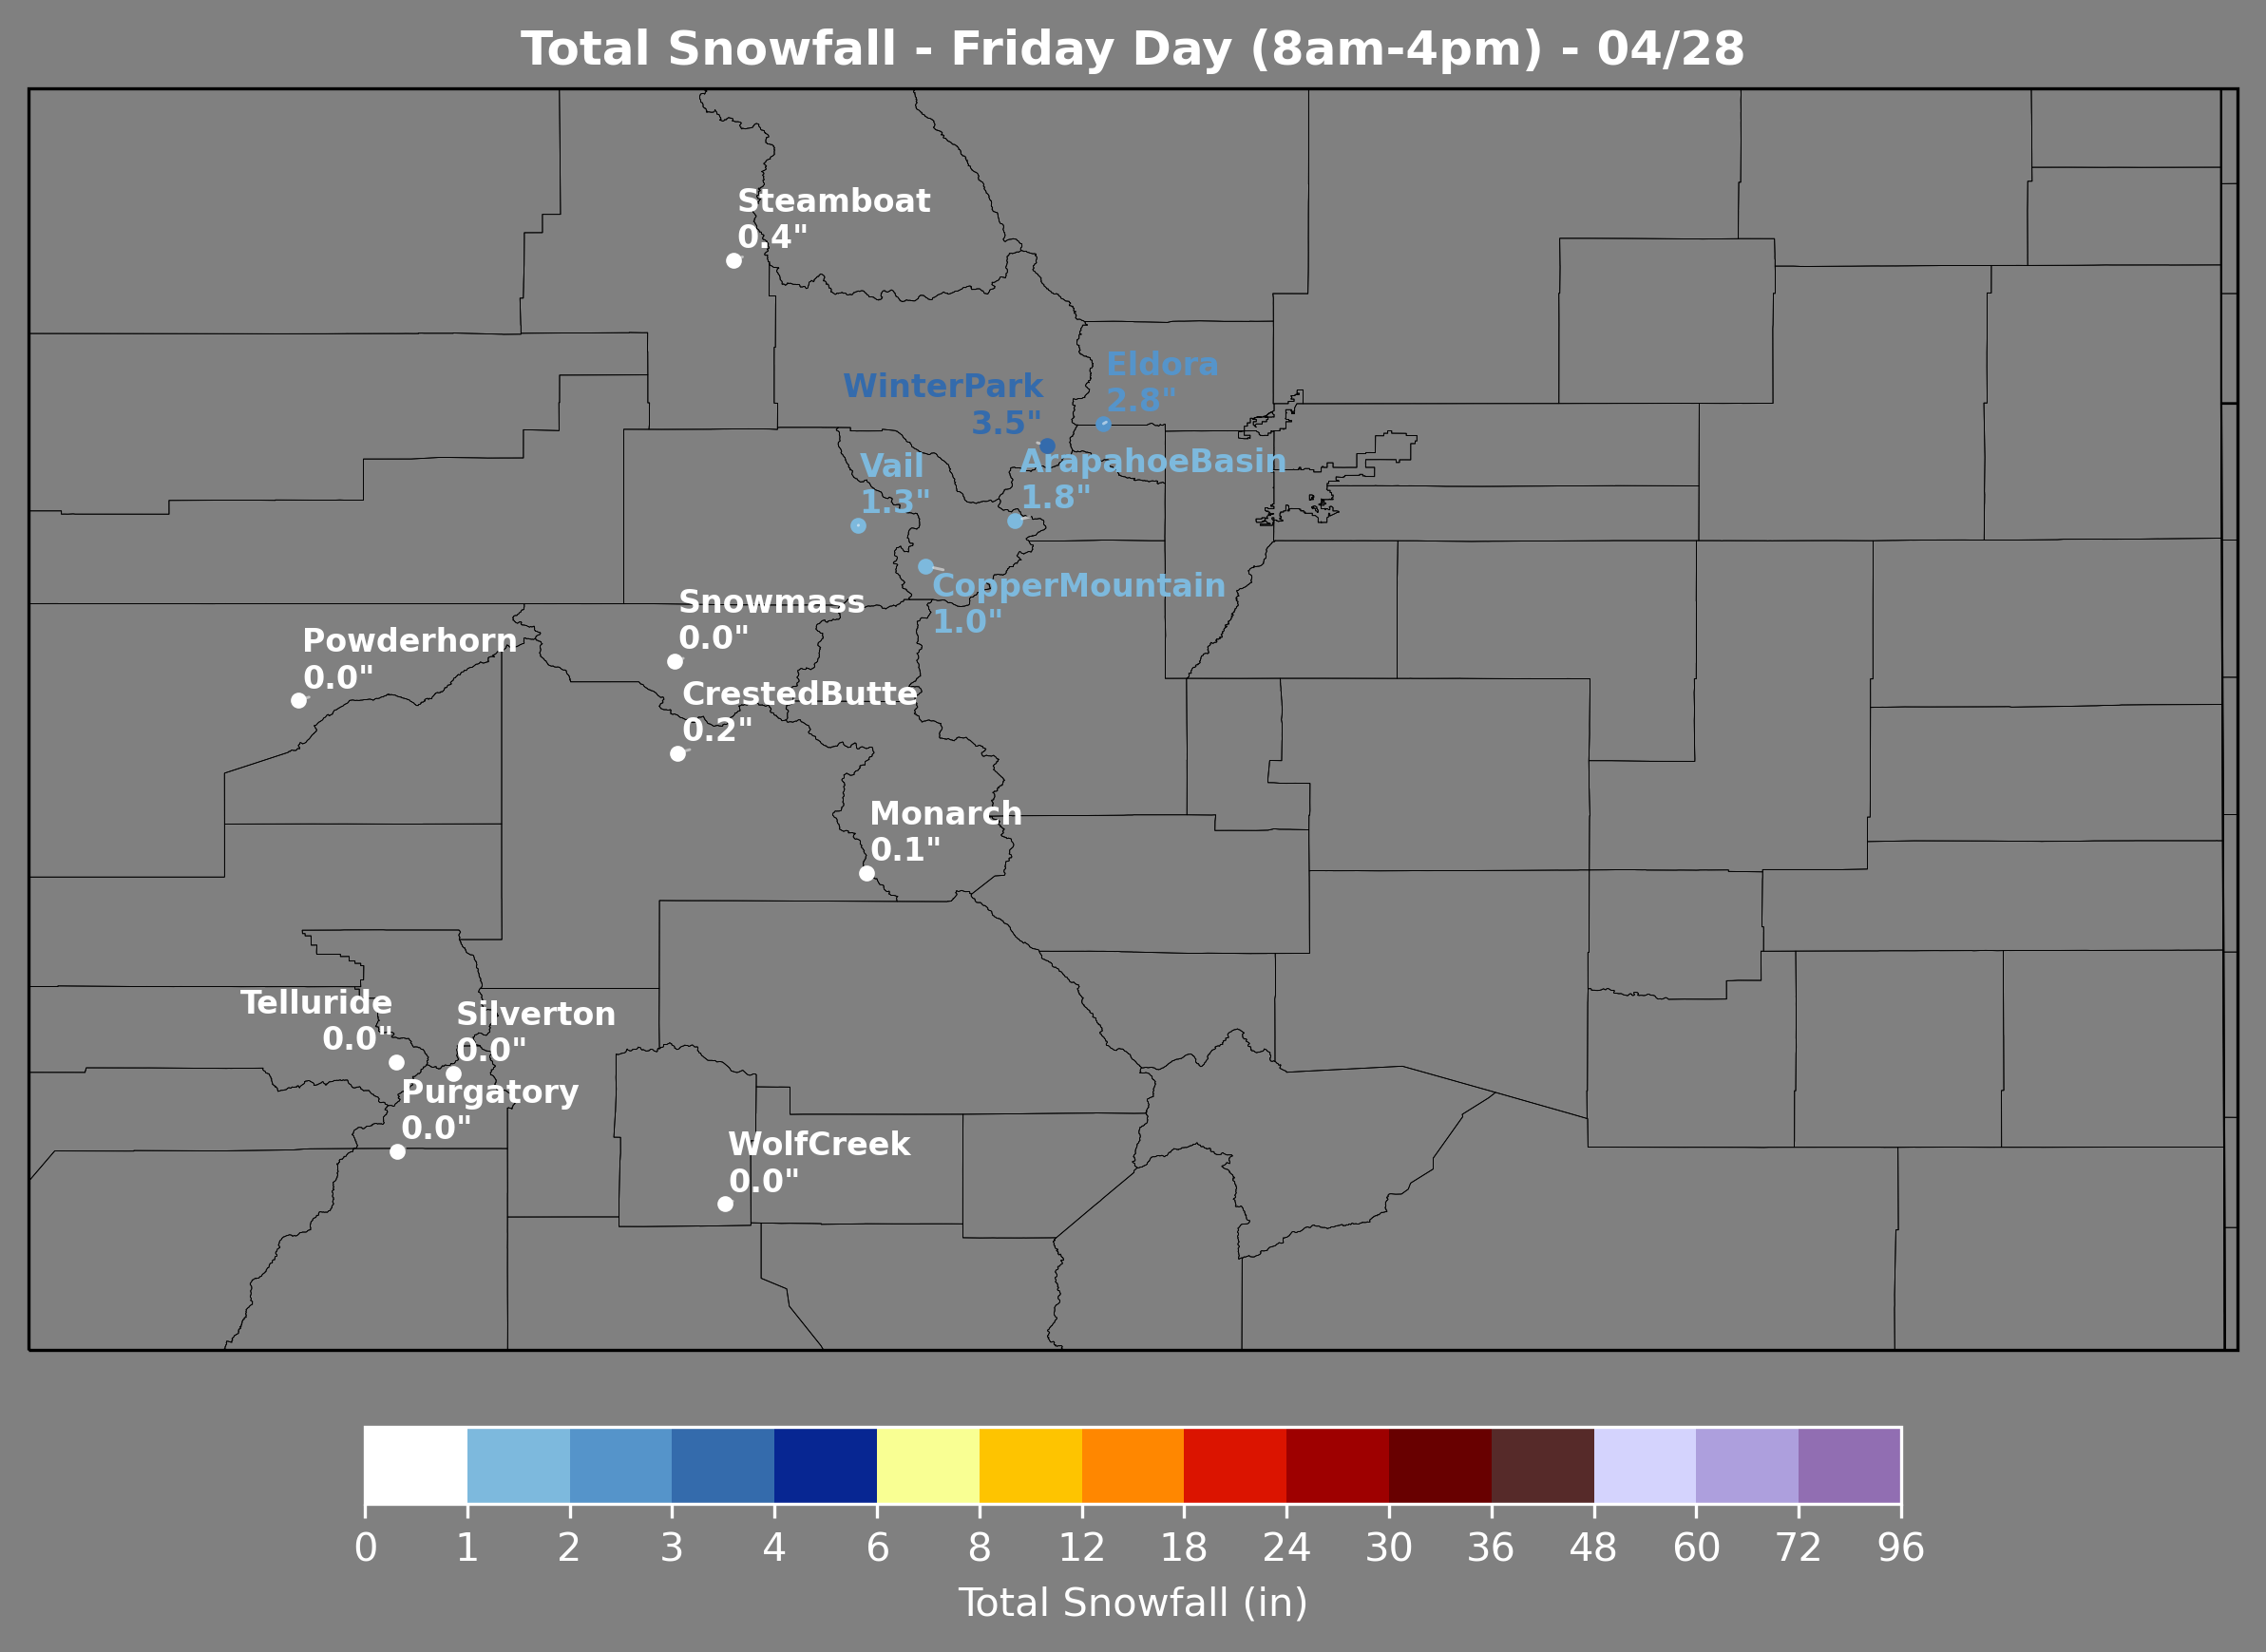 Total Snowfall - Friday Day (8am-4pm) - 04/28
Steamboat
0.4"
Eldora
2.8"
WinterPark
3.5"
Vail
1.3"
ArapahoeBasin
1.8"
CopperMountain
1.0"
Snowmass
0.0"
Powderhorn
0.0"
CrestedButte
0.2"
Monarch
0.1"
Telluride
0.0"
Silverton
0.0"
Purgatory
0.0"
WolfCreek
0.0"
0 1 2 3 4 6 8 12 18 24 30 36 48 60 72 96
Total Snowfall (in)